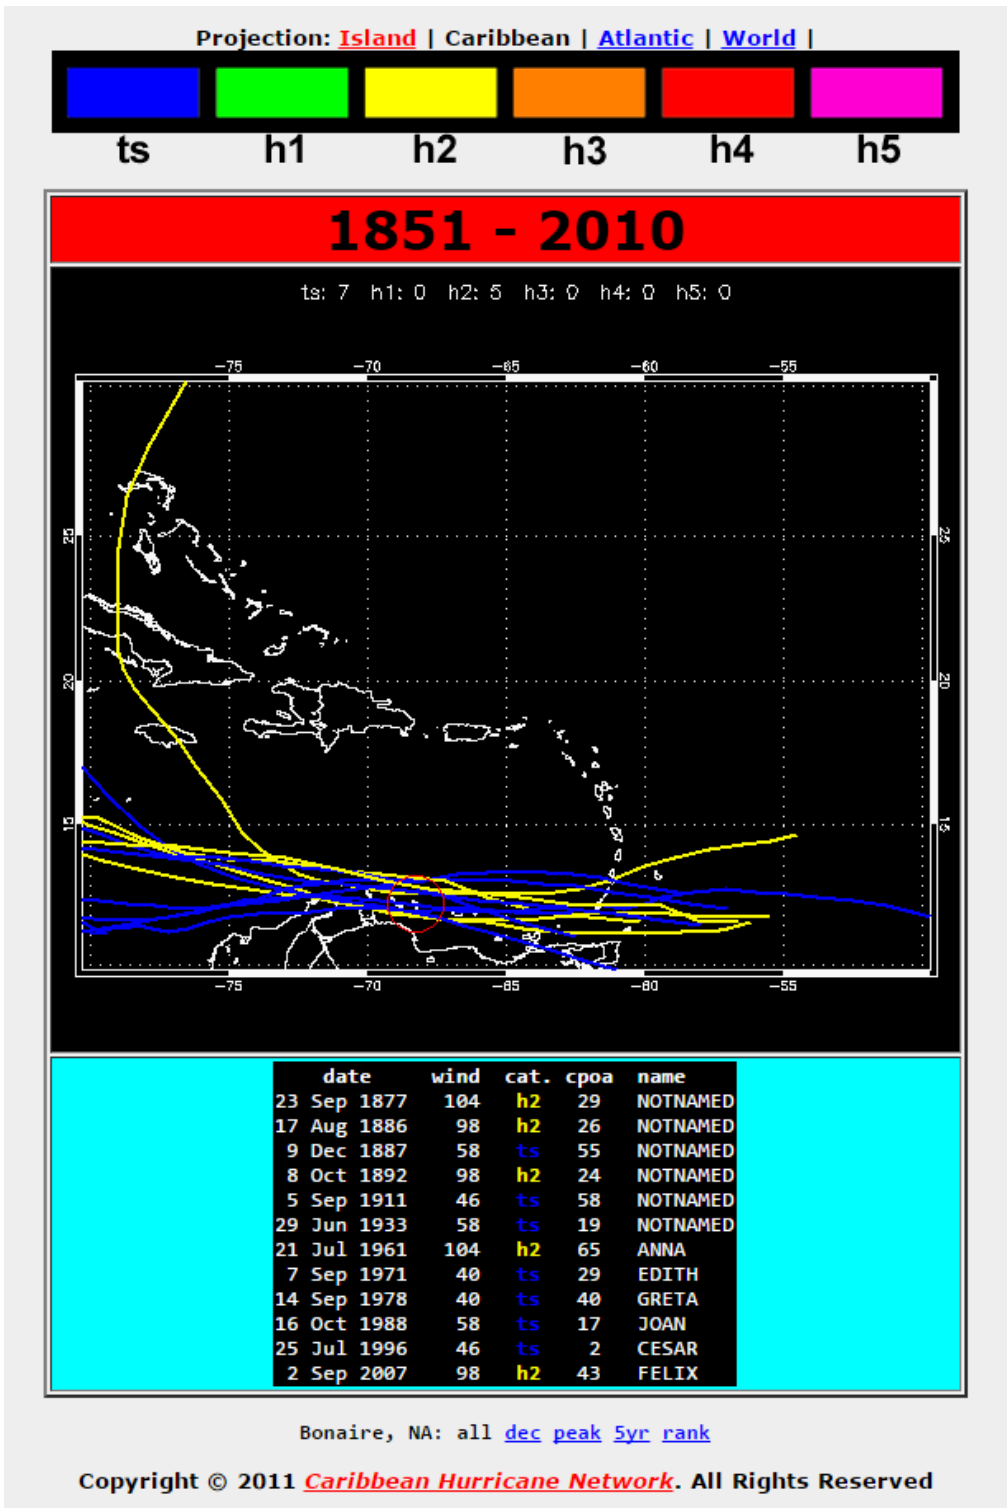 Projection: Island | Caribbean | Atlantic | World |
ts h1 h2 h3 h4 h5
1851 - 2010
ts: 7 h1: 0 h2: 5 h3: 0 h4: 0 h5: 0
-75 -70 -65 -60 -55
25 25
20 20
15 15
-75 -70 -65 -60 -55
date wind cat. cpoa name
23 Sep 1877 104 h2 29 NOTNAMED
17 Aug 1886 98 h2 26 NOTNAMED
9 Dec 1887 58 ts 55 NOTNAMED
8 Oct 1892 98 h2 24 NOTNAMED
5 Sep 1911 46 ts 58 NOTNAMED
29 Jun 1933 58 ts 19 NOTNAMED
21 Jul 1961 104 h2 65 ANNA
7 Sep 1971 40 ts 29 EDITH
14 Sep 1978 40 ts 40 GRETA
16 Oct 1988 58 ts 17 JOAN
25 Jul 1996 46 ts 2 CESAR
2 Sep 2007 98 h2 43 FELIX
Bonaire, NA: all dec peak 5yr rank
Copyright © 2011 Caribbean Hurricane Network. All Rights Reserved